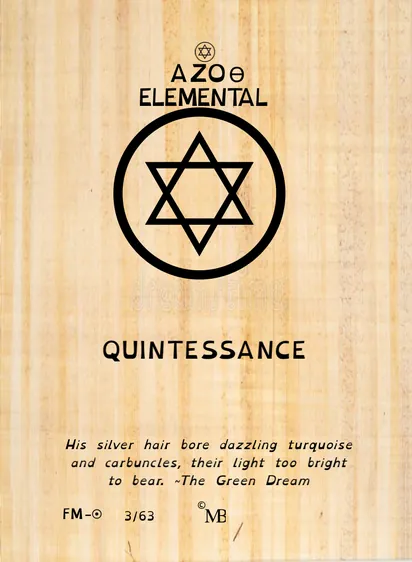 AZOΘ
ELEMENTAL
QUINTESSANCE
His silver hair bore dazzling turquoise
and carbuncles, their light too bright
to bear. ~The Green Dream
FM-☉ 3/63 © MB